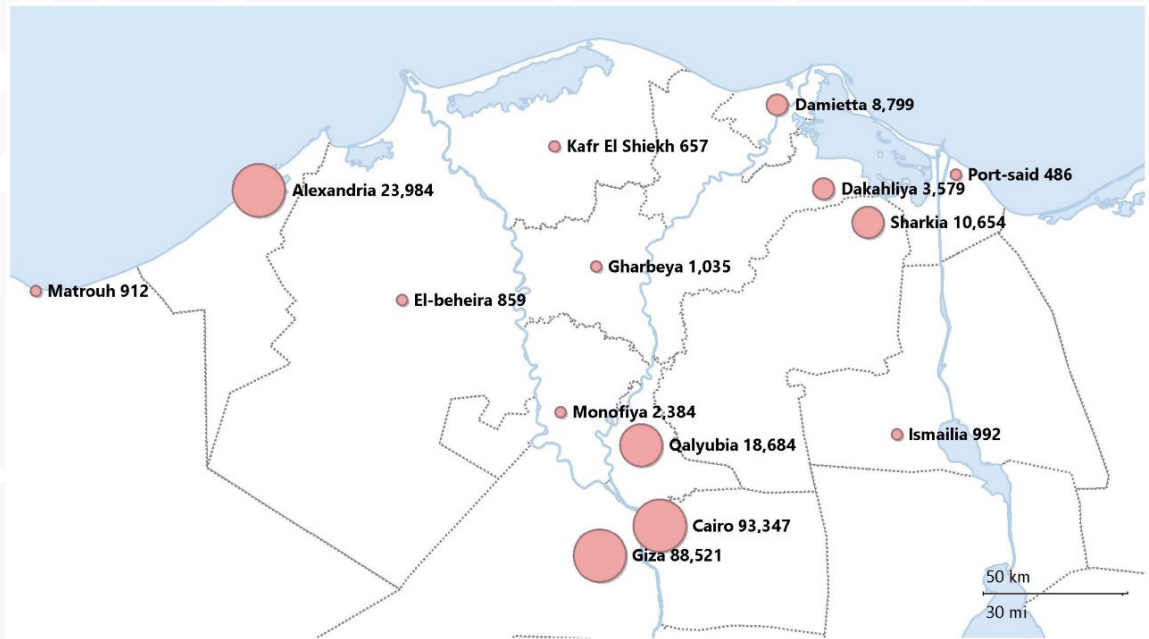 Damietta 8,799
Kafr El Shiekh 657
Port-said 486
Alexandria 23,984
Dakahliya 3,579
Sharkia 10,654
Gharbeya 1,035
Matrouh 912
El-beheira 859
Monofiya 2,384
Ismailia 992
Qalyubia 18,684
Cairo 93,347
Giza 88,521
50 km
30 mi